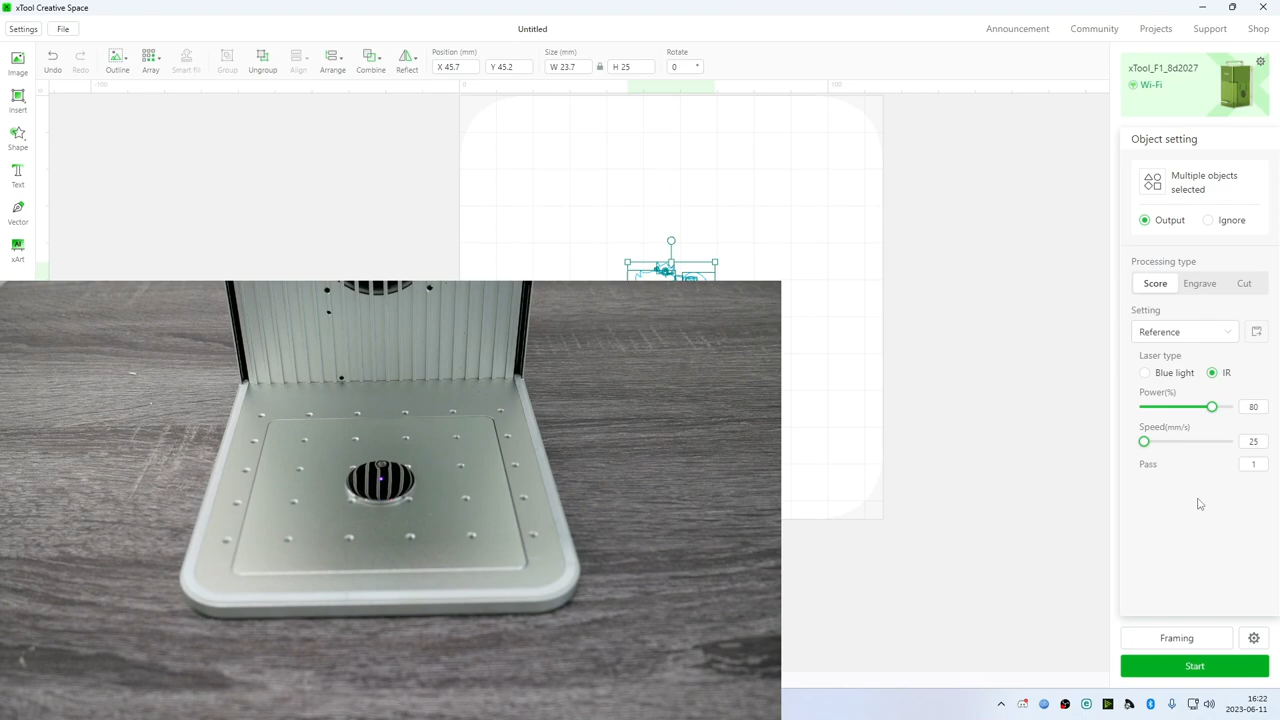 xTool Creative Space
Settings File Untitled Announcement Community Projects Support Shop
Image Undo Redo Outline Array Smart fill Group Ungroup Align Arrange Combine Reflect
Position (mm) Size (mm) Rotate
X 45.7 Y 45.2 W 23.7 H 25 0 °
-100 0 100
Insert
Shape
Text
Vector
AI
xArt
xTool_F1_8d2027
Wi-Fi
Object setting
Multiple objects
selected
Output Ignore
Processing type
Score Engrave Cut
Setting
Reference
Laser type
Blue light IR
Power(%)
80
Speed(mm/s)
25
Pass 1
Framing
Start
16:22
2023-06-11